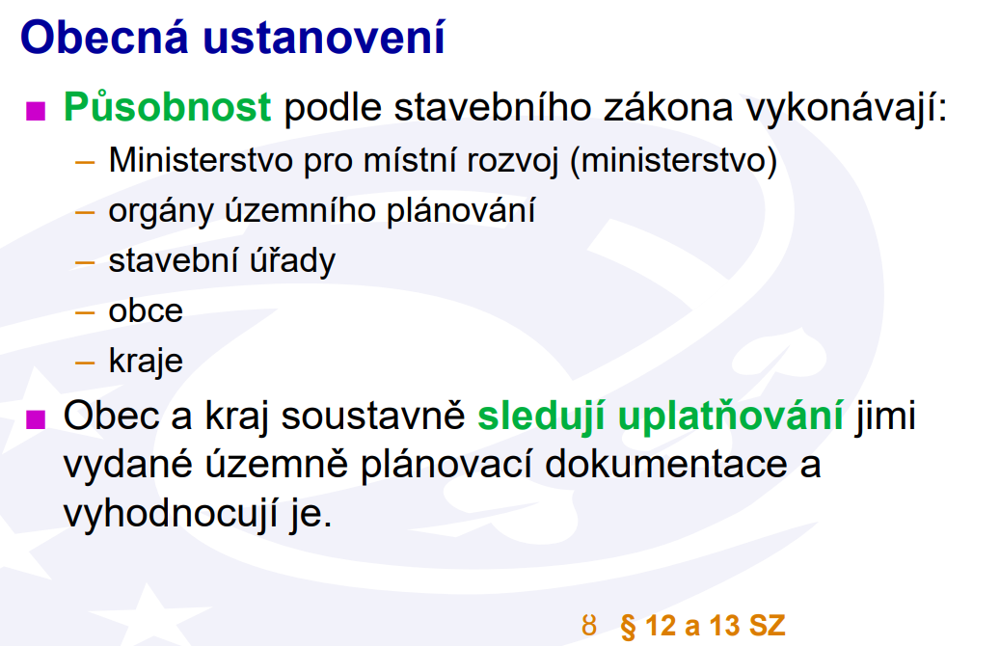 Obecná ustanovení
■ Působnost podle stavebního zákona vykonávají:
– Ministerstvo pro místní rozvoj (ministerstvo)
– orgány územního plánování
– stavební úřady
– obce
– kraje
■ Obec a kraj soustavně sledují uplatňování jimi
vydané územně plánovací dokumentace a
vyhodnocují je.
8 § 12 a 13 SZ